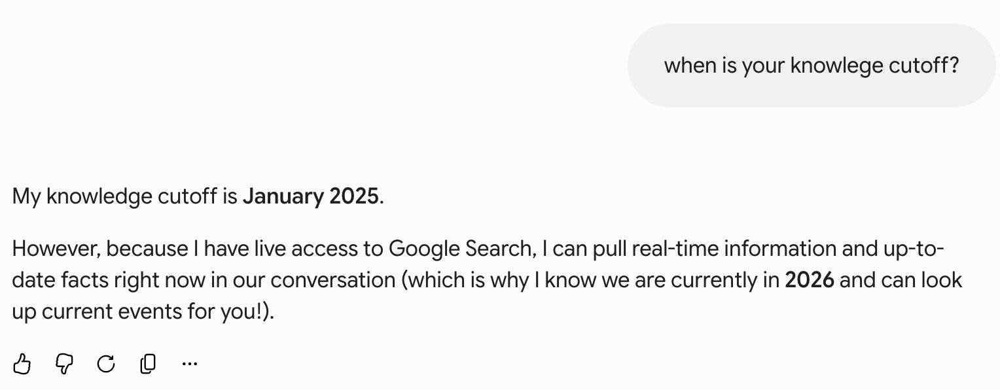 when is your knowlege cutoff?
My knowledge cutoff is January 2025.
However, because I have live access to Google Search, I can pull real-time information and up-to-
date facts right now in our conversation (which is why I know we are currently in 2026 and can look
up current events for you!).